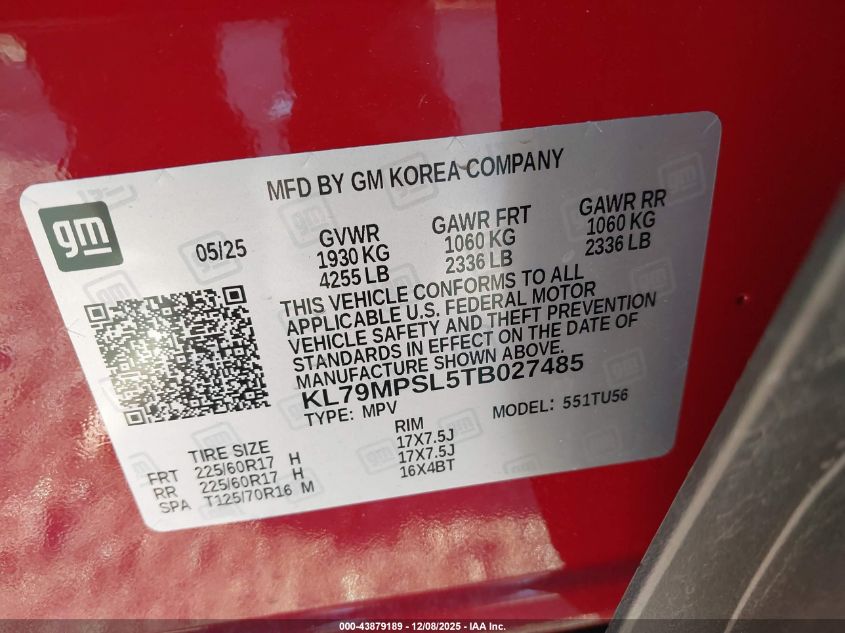 MFD BY GM KOREA COMPANY
gm
05/25
GVWR
1930 KG
4255 LB
GAWR FRT
1060 KG
2336 LB
GAWR RR
1060 KG
2336 LB
THIS VEHICLE CONFORMS TO ALL
APPLICABLE U.S. FEDERAL MOTOR
VEHICLE SAFETY AND THEFT PREVENTION
STANDARDS IN EFFECT ON THE DATE OF
MANUFACTURE SHOWN ABOVE.
KL79MPSL5TB027485
TYPE: MPV MODEL: 551TU56
TIRE SIZE RIM
FRT 225/60R17 H 17X7.5J
RR 225/60R17 H 17X7.5J
SPA T125/70R16 M 16X4BT
000-43879189 - 12/08/2025 - IAA Inc.